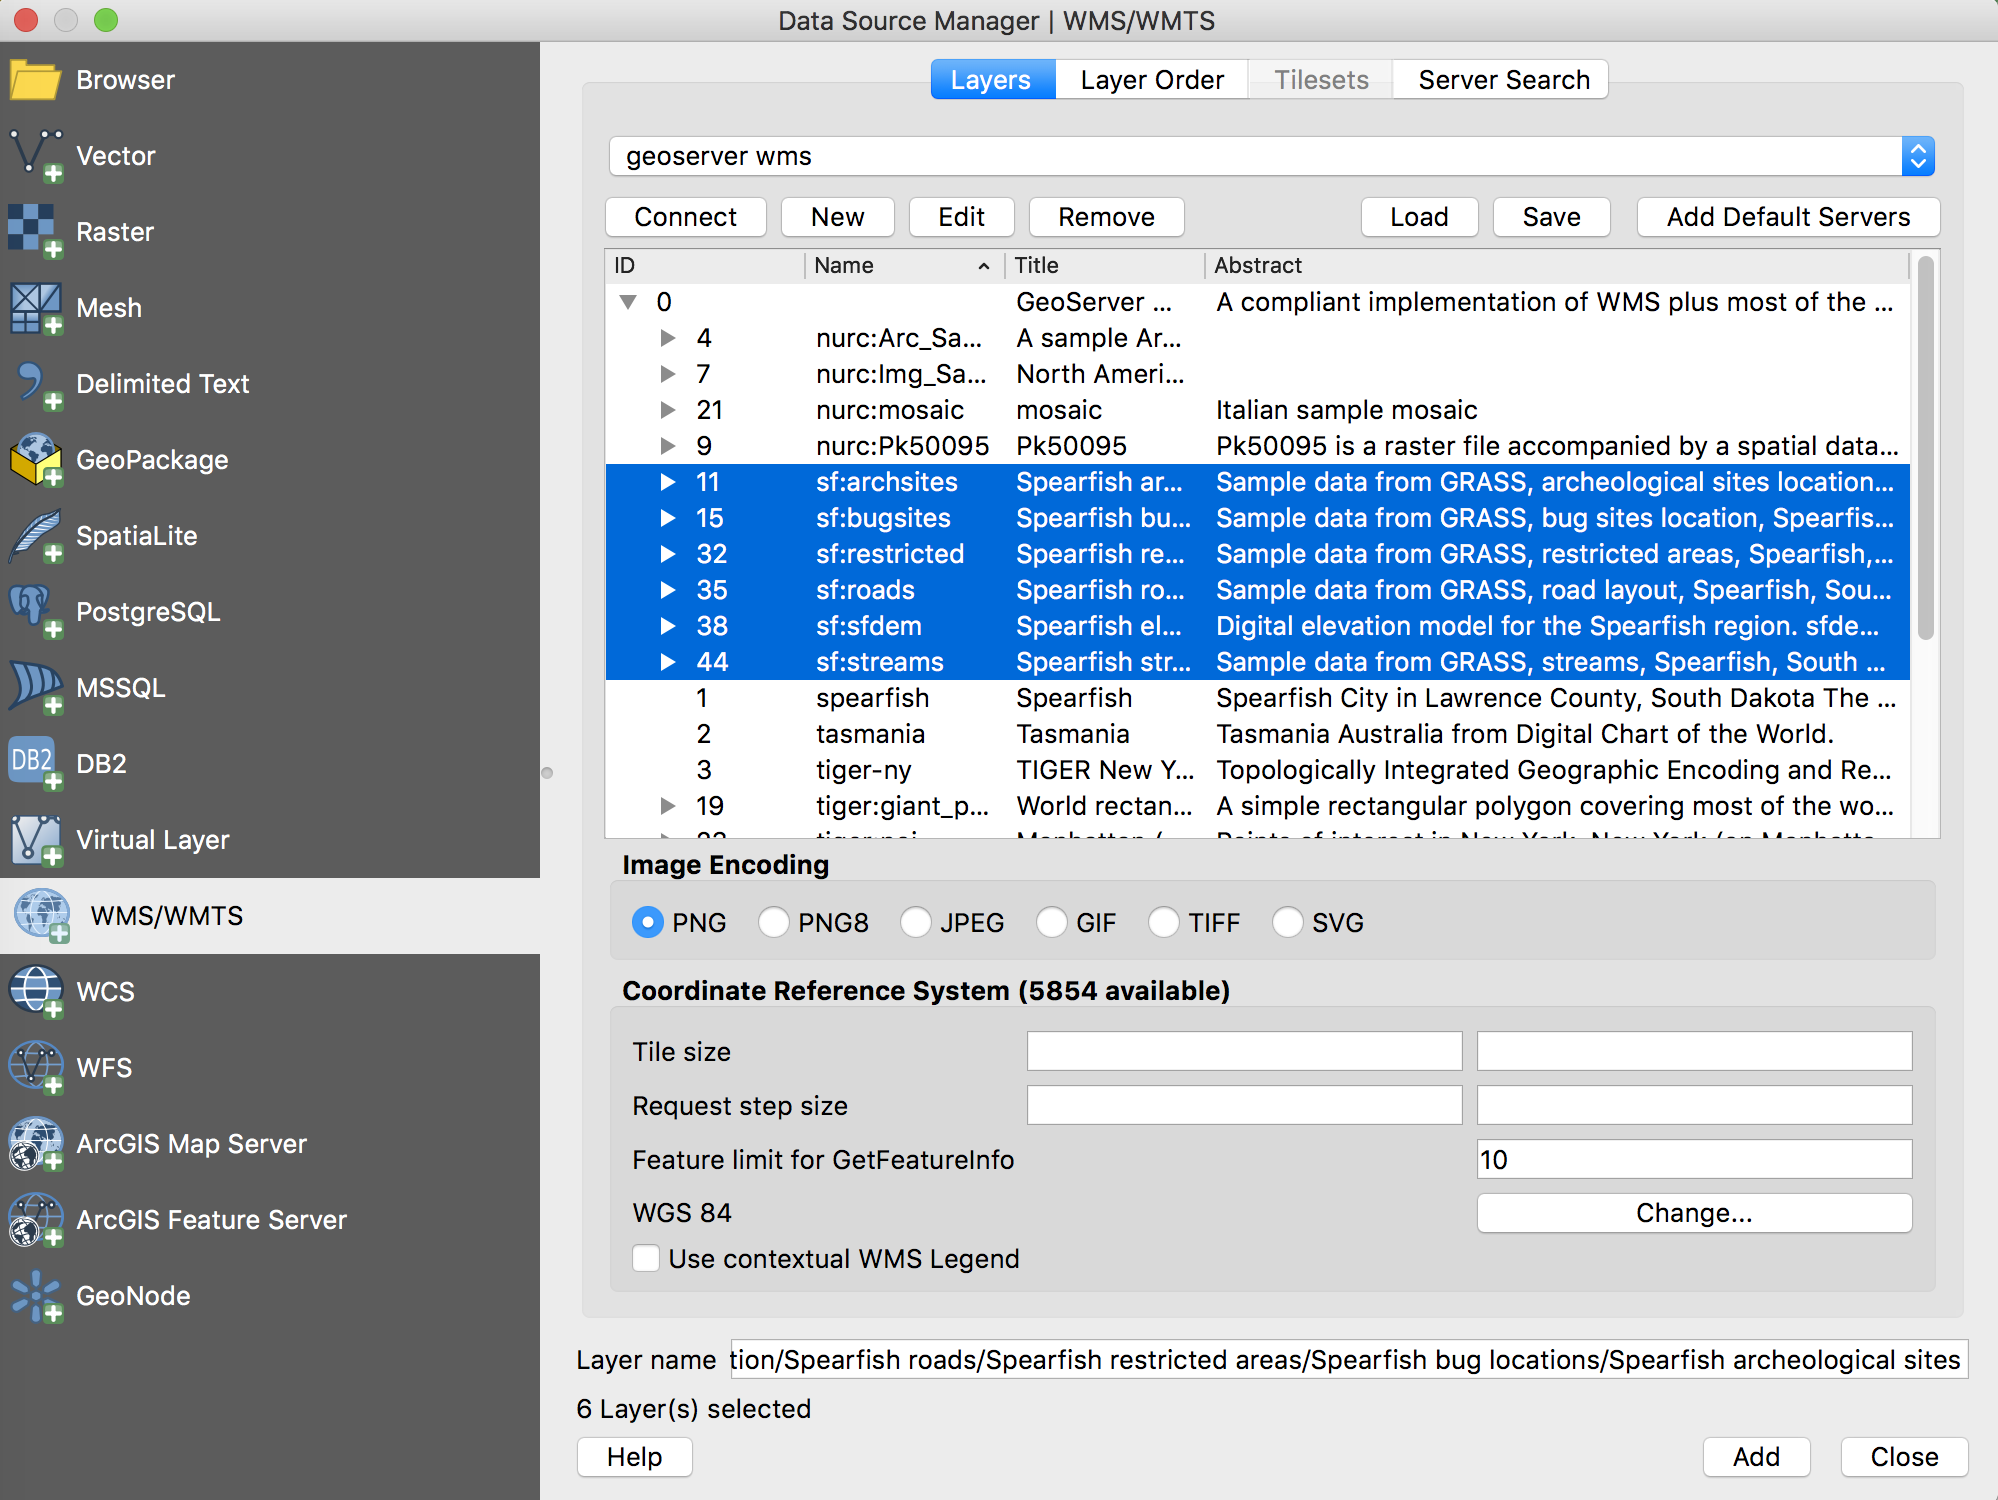 Data Source Manager | WMS/WMTS
Browser
Vector
Raster
Mesh
Delimited Text
GeoPackage
SpatiaLite
PostgreSQL
MSSQL
DB2 DB2
Virtual Layer
WMS/WMTS
WCS
WFS
ArcGIS Map Server
ArcGIS Feature Server
GeoNode
Layers Layer Order Tilesets Server Search
geoserver wms
Connect New Edit Remove Load Save Add Default Servers
ID Name Title Abstract
0 GeoServer ... A compliant implementation of WMS plus most of the ...
4 nurc:Arc_Sa... A sample Ar...
7 nurc:Img_Sa... North Ameri...
21 nurc:mosaic mosaic Italian sample mosaic
9 nurc:Pk50095 Pk50095 Pk50095 is a raster file accompanied by a spatial data...
11 sf:archsites Spearfish ar... Sample data from GRASS, archeological sites location...
15 sf:bugsites Spearfish bu... Sample data from GRASS, bug sites location, Spearfis...
32 sf:restricted Spearfish re... Sample data from GRASS, restricted areas, Spearfish,...
35 sf:roads Spearfish ro... Sample data from GRASS, road layout, Spearfish, Sou...
38 sf:sfdem Spearfish el... Digital elevation model for the Spearfish region. sfde...
44 sf:streams Spearfish str... Sample data from GRASS, streams, Spearfish, South ...
1 spearfish Spearfish Spearfish City in Lawrence County, South Dakota The ...
2 tasmania Tasmania Tasmania Australia from Digital Chart of the World.
3 tiger-ny TIGER New Y... Topologically Integrated Geographic Encoding and Re...
19 tiger:giant_p... World rectan... A simple rectangular polygon covering most of the wo...
Points of interest in New York, New York (on Manhatta
Image Encoding
PNG PNG8 JPEG GIF TIFF SVG
Coordinate Reference System (5854 available)
Tile size
Request step size
Feature limit for GetFeatureInfo 10
WGS 84 Change...
Use contextual WMS Legend
Layer name tion/Spearfish roads/Spearfish restricted areas/Spearfish bug locations/Spearfish archeological sites
6 Layer(s) selected
Help Add Close